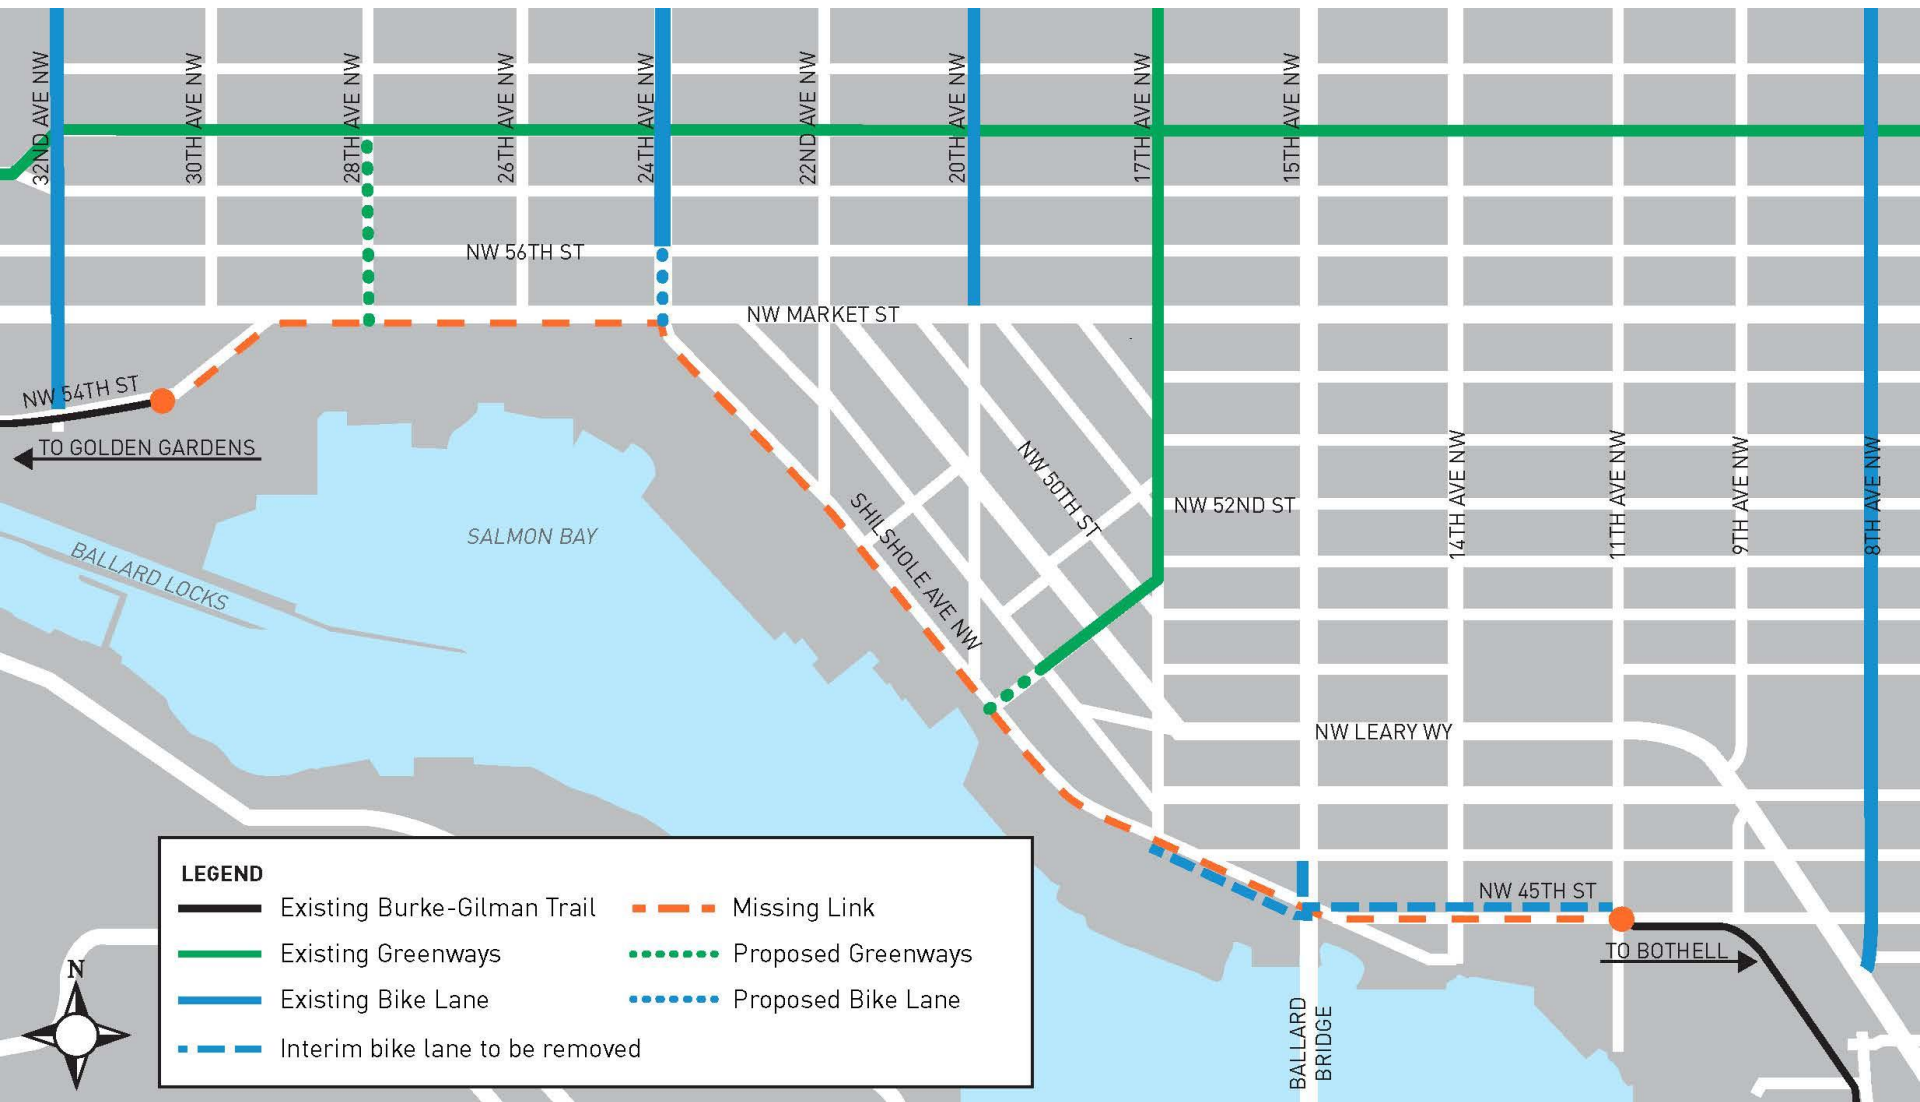 32ND AVE NW
30TH AVE NW
28TH AVE NW
26TH AVE NW
24TH AVE NW
22ND AVE NW
20TH AVE NW
17TH AVE NW
15TH AVE NW
NW 56TH ST
NW MARKET ST
NW 54TH ST
TO GOLDEN GARDENS
SALMON BAY
BALLARD LOCKS
SHILSHOLE AVE NW
NW 50TH ST
NW 52ND ST
14TH AVE NW
11TH AVE NW
9TH AVE NW
8TH AVE NW
NW LEARY WY
NW 45TH ST
TO BOTHELL
BALLARD
BRIDGE
N
LEGEND
Existing Burke-Gilman Trail
Missing Link
Existing Greenways
Proposed Greenways
Existing Bike Lane
Proposed Bike Lane
Interim bike lane to be removed